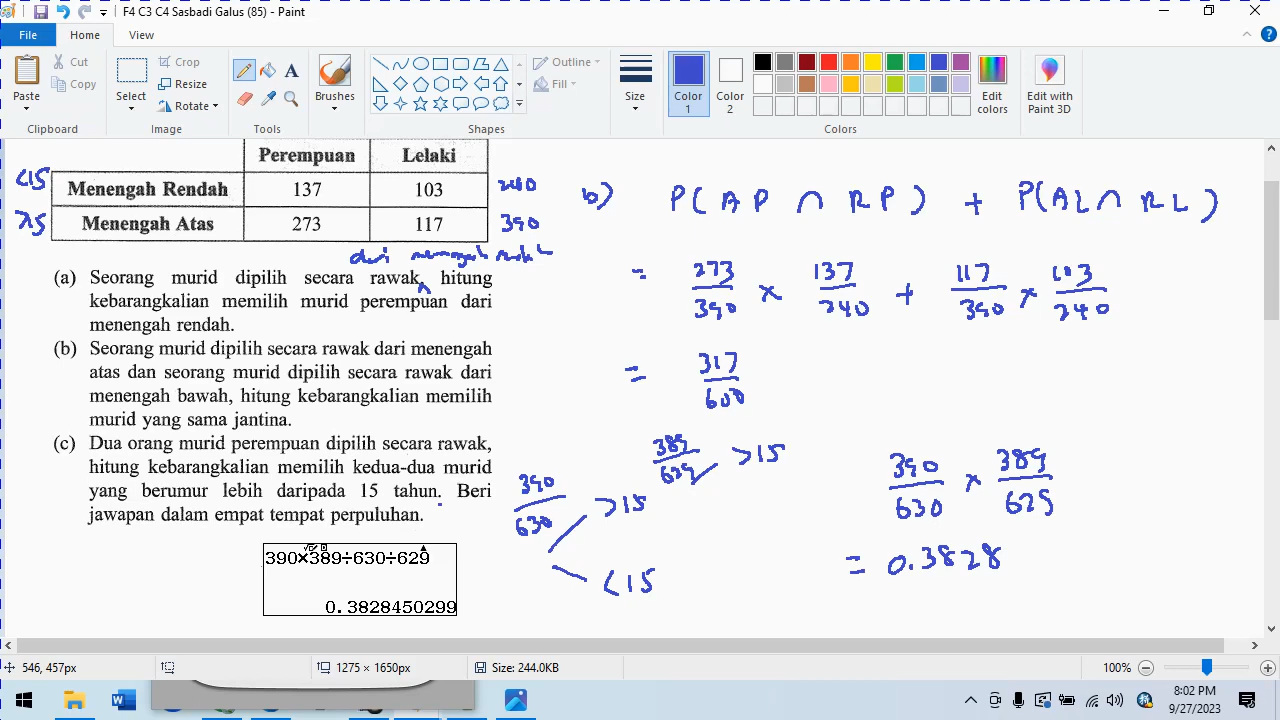 F4 C3 C4 Sasbadi Galus (85) - Paint
File Home View
Paste Cut Copy
Select Crop Resize Rotate
Brushes
Outline Fill
Size
Color 1
Color 2
Edit colors
Edit with Paint 3D
Clipboard Image Tools Shapes Colors
Perempuan Lelaki
<15 Menengah Rendah 137 103 240
>15 Menengah Atas 273 117 390
dari menengah rendah
(a) Seorang murid dipilih secara rawak, hitung
kebarangkalian memilih murid perempuan dari
menengah rendah.
(b) Seorang murid dipilih secara rawak dari menengah
atas dan seorang murid dipilih secara rawak dari
menengah bawah, hitung kebarangkalian memilih
murid yang sama jantina.
(c) Dua orang murid perempuan dipilih secara rawak,
hitung kebarangkalian memilih kedua-dua murid
yang berumur lebih daripada 15 tahun. Beri
jawapan dalam empat tempat perpuluhan.
390×389÷630÷629
0.3828450299
b) P(AP ∩ RP) + P(AL ∩ RL)
= 273/390 × 137/240 + 117/390 × 103/240
= 317/600
390/630
>15
<15
389/629
>15
390/630 × 389/629
= 0.3828
546, 457px
1275 × 1650px
Size: 244.0KB
100%
8:02 PM
9/27/2023